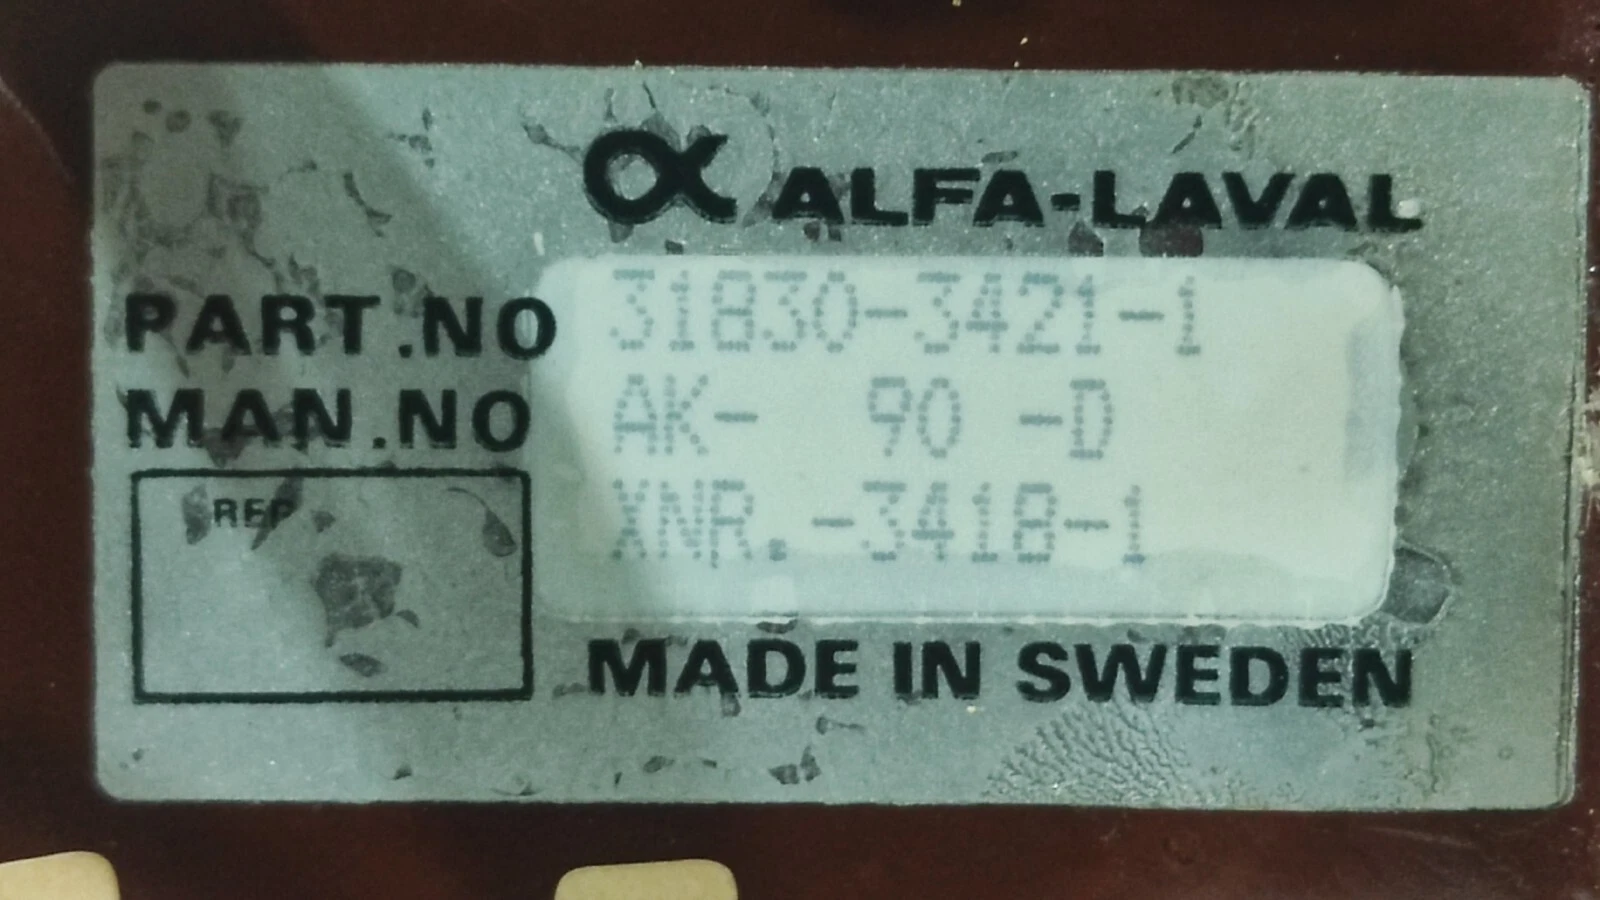 α ALFA-LAVAL
PART.NO 31830-3421-1
MAN.NO AK- 90 -D
XNR.-3418-1
REP
MADE IN SWEDEN